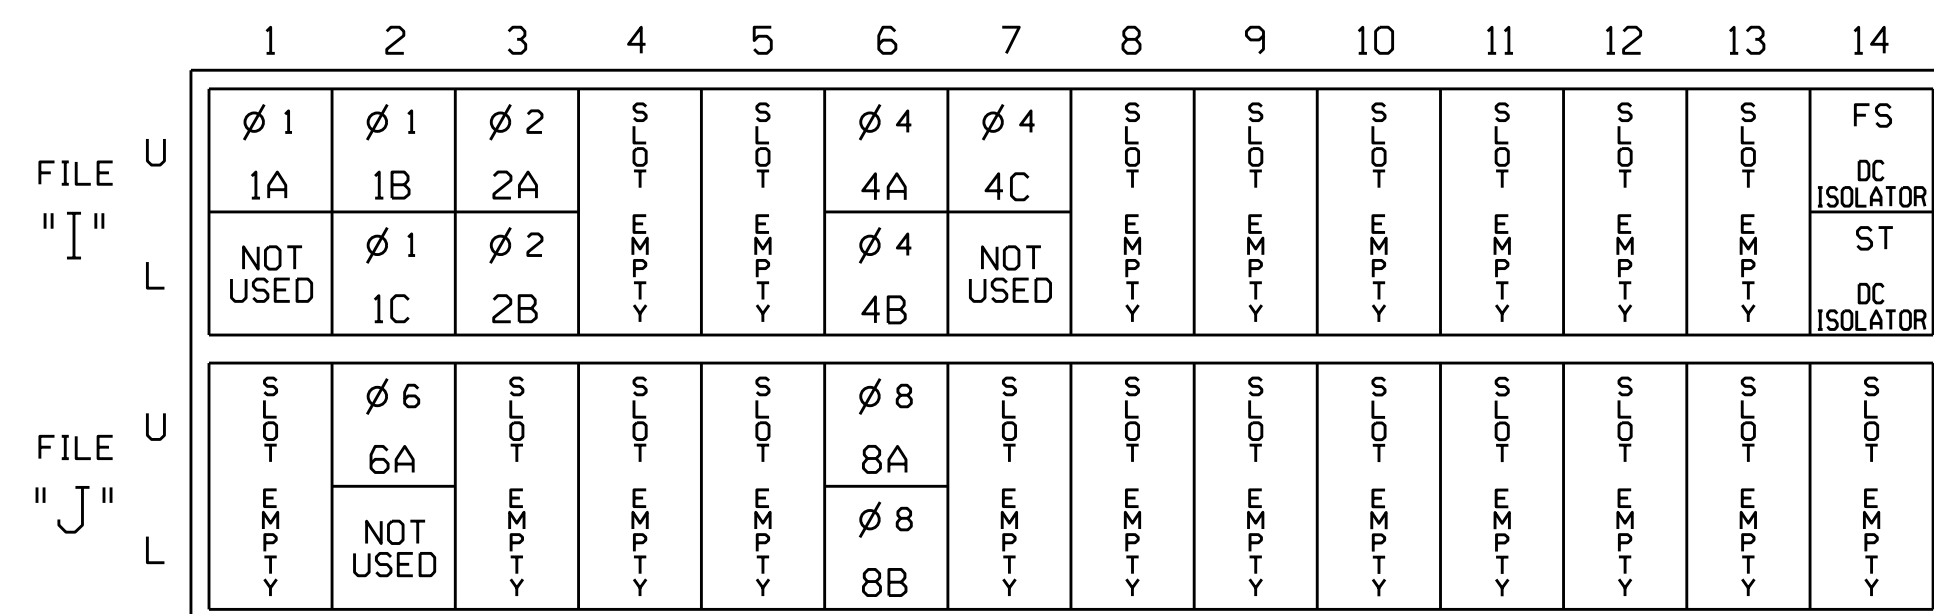 1 2 3 4 5 6 7 8 9 10 11 12 13 14
FILE "I"
U
L
Ø 1
1A
NOT
USED
Ø 1
1B
Ø 1
1C
Ø 2
2A
Ø 2
2B
SLOT EMPTY
SLOT EMPTY
Ø 4
4A
Ø 4
4B
Ø 4
4C
NOT
USED
SLOT EMPTY
SLOT EMPTY
SLOT EMPTY
SLOT EMPTY
SLOT EMPTY
SLOT EMPTY
FS
DC
ISOLATOR
ST
DC
ISOLATOR
FILE "J"
U
L
SLOT EMPTY
Ø 6
6A
NOT
USED
SLOT EMPTY
SLOT EMPTY
SLOT EMPTY
Ø 8
8A
Ø 8
8B
SLOT EMPTY
SLOT EMPTY
SLOT EMPTY
SLOT EMPTY
SLOT EMPTY
SLOT EMPTY
SLOT EMPTY
SLOT EMPTY